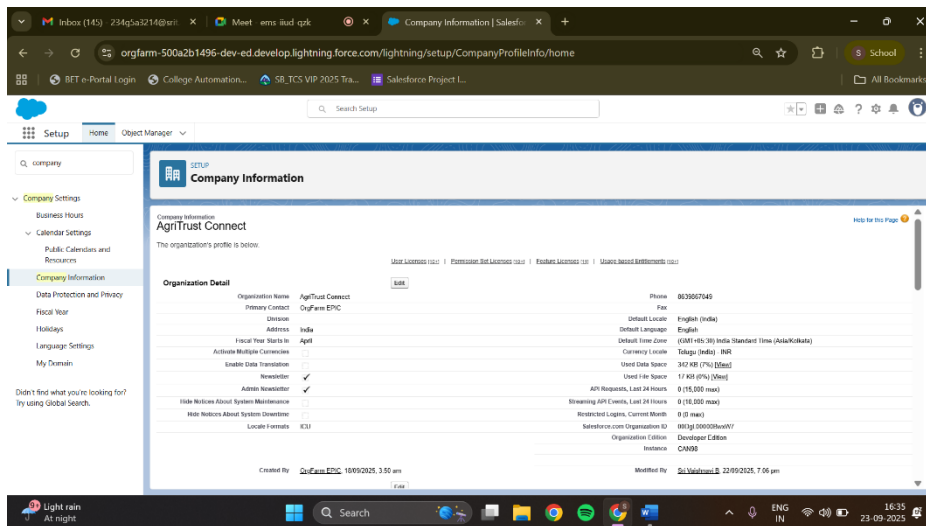 Inbox (145) - 234g5a3214@srit
Meet - ems-iiud-qzk
Company Information | Salesfor
orgfarm-500a2b1496-dev-ed.develop.lightning.force.com/lightning/setup/CompanyProfileInfo/home
S School
BET e-Portal Login
College Automation...
SB_TCS VIP 2025 Tra...
Salesforce Project I...
All Bookmarks
Search Setup
Setup
Home
Object Manager
company
SETUP
Company Information
Company Settings
Business Hours
Calendar Settings
Public Calendars and
Resources
Company Information
Data Protection and Privacy
Fiscal Year
Holidays
Language Settings
My Domain
Didn't find what you're looking for?
Try using Global Search.
Company Information
AgriTrust Connect
Help for this Page
The organization's profile is below.
User Licenses [10+] | Permission Set Licenses [10+] | Feature Licenses | Usage-based Entitlements [10+]
Organization Detail
Edit
Organization Name AgriTrust Connect
Phone
Primary Contact OrgFarm EPIC
Fax
Division
Default Locale English (India)
Address India
Default Language English
Fiscal Year Starts In April
Default Time Zone (GMT+05:30) India Standard Time (Asia/Kolkata)
Activate Multiple Currencies
Currency Locale Telugu (India) - INR
Enable Data Translation
Used Data Space 342 KB (7%) [View]
Newsletter
Used File Space 17 KB (0%) [View]
Admin Newsletter
API Requests, Last 24 Hours 0 (15,000 max)
Hide Notices About System Maintenance
Streaming API Events, Last 24 Hours 0 (10,000 max)
Hide Notices About System Downtime
Restricted Logins, Current Month 0 (0 max)
Locale Formats ICU
Salesforce.com Organization ID
Organization Edition Developer Edition
Instance CAN98
Created By OrgFarm EPIC, 18/09/2025, 3:50 am
Modified By Sri Vaishnavi B, 22/09/2025, 7:06 pm
Edit
9+
Light rain
At night
Search
ENG
IN
16:35
23-09-2025